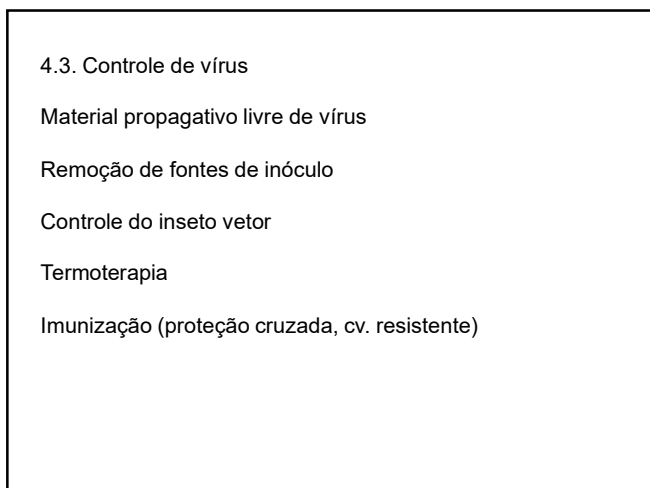 4.3. Controle de vírus
Material propagativo livre de vírus
Remoção de fontes de inóculo
Controle do inseto vetor
Termoterapia
Imunização (proteção cruzada, cv. resistente)